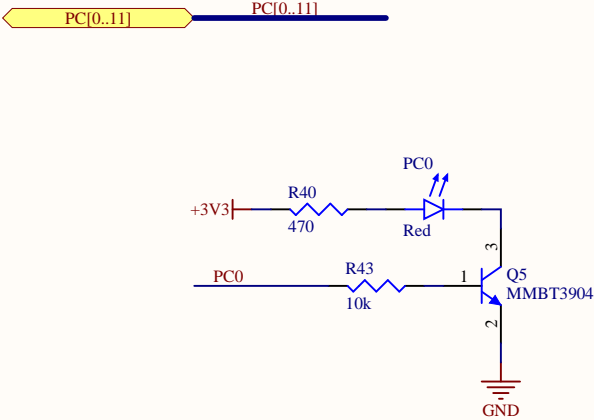 PC[0..11]
PC[0..11]
PC0
R40
+3V3
470
Red
3
R43
PC0
1
Q5
10k
MMBT3904
2
GND